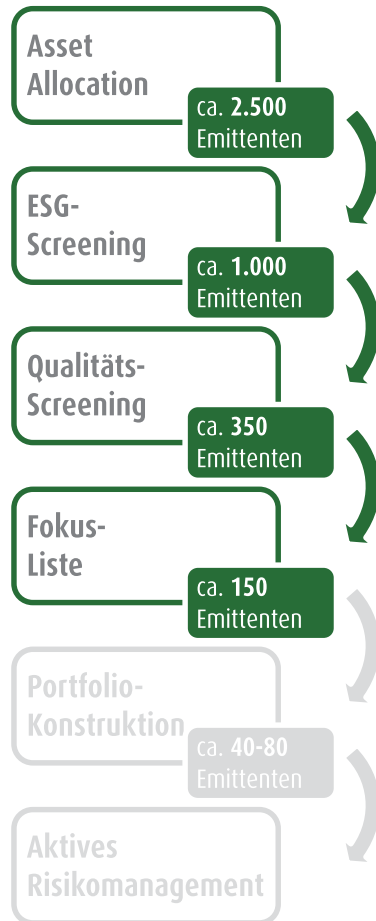 Asset
Allocation
ca. 2.500
Emittenten
ESG-
Screening
ca. 1.000
Emittenten
Qualitäts-
Screening
ca. 350
Emittenten
Fokus-
Liste
ca. 150
Emittenten
Portfolio-
Konstruktion
ca. 40-80
Emittenten
Aktives
Risikomanagement